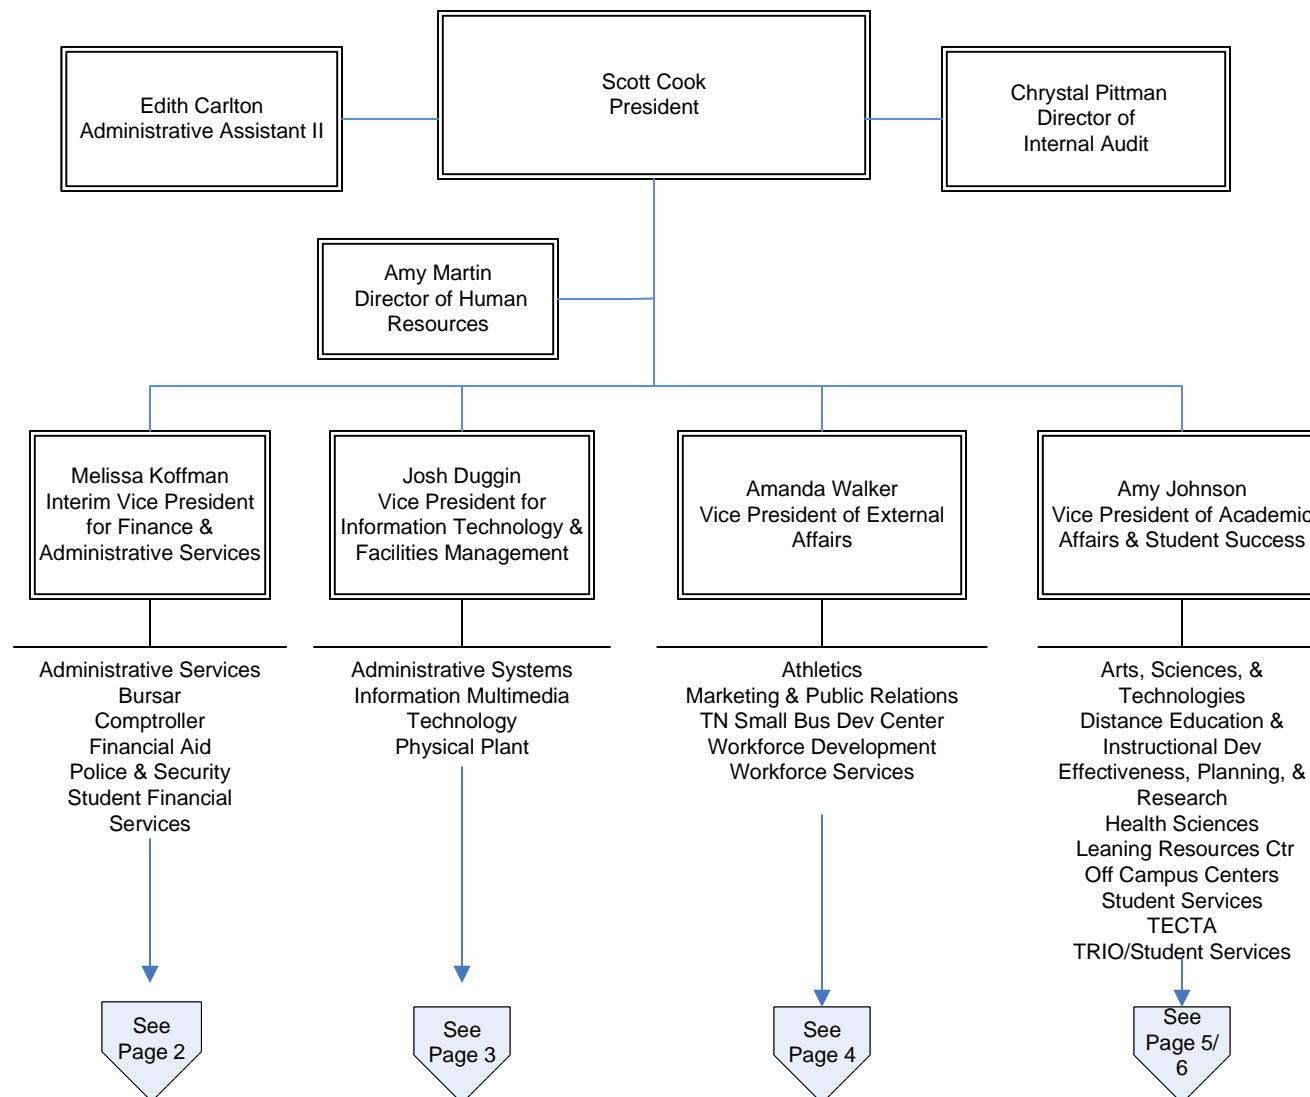 Scott Cook
President
Edith Carlton
Administrative Assistant II
Chrystal Pittman
Director of
Internal Audit
Amy Martin
Director of Human
Resources
Melissa Koffman
Interim Vice President
for Finance &
Administrative Services
Josh Duggin
Vice President for
Information Technology &
Facilities Management
Amanda Walker
Vice President of External
Affairs
Amy Johnson
Vice President of Academic
Affairs & Student Success
Administrative Services
Bursar
Comptroller
Financial Aid
Police & Security
Student Financial
Services
Administrative Systems
Information Multimedia
Technology
Physical Plant
Athletics
Marketing & Public Relations
TN Small Bus Dev Center
Workforce Development
Workforce Services
Arts, Sciences, &
Technologies
Distance Education &
Instructional Dev
Effectiveness, Planning, &
Research
Health Sciences
Leaning Resources Ctr
Off Campus Centers
Student Services
TECTA
TRIO/Student Services
See
Page 2
See
Page 3
See
Page 4
See
Page 5/
6